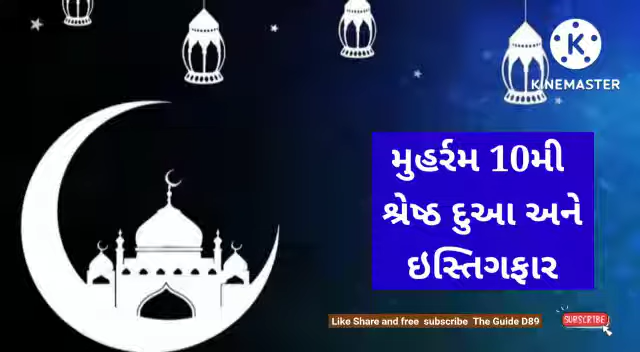 KINEMASTER
મુહર્રમ 10મી
શ્રેષ્ઠ દુઆ અને
ઇસ્તિગફાર
Like Share and free subscribe The Guide D89
SUBSCRIBE